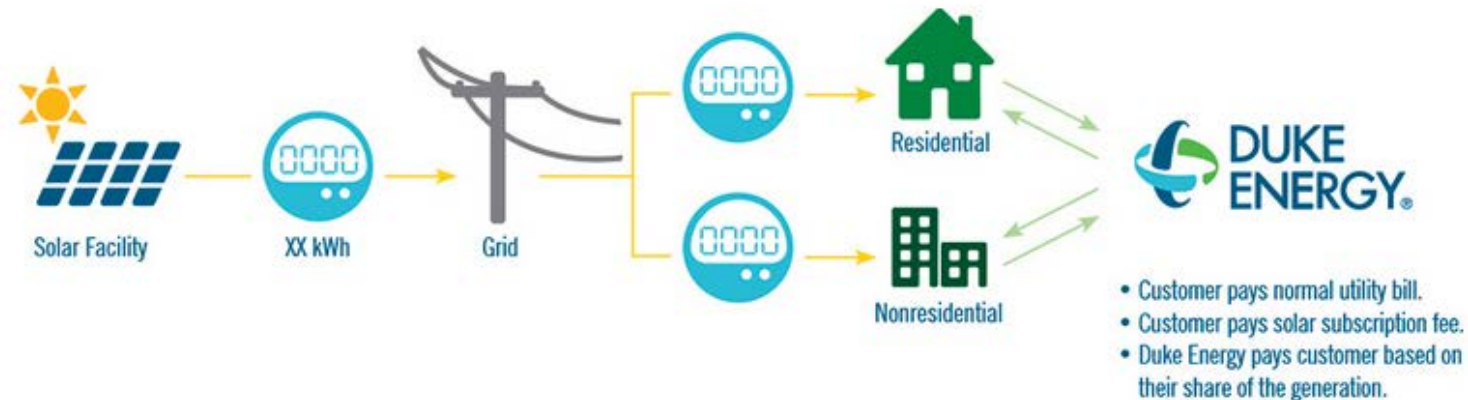 0000
0000
0000
Solar Facility
XX kWh
Grid
Residential
Nonresidential
DUKE
ENERGY®
• Customer pays normal utility bill.
• Customer pays solar subscription fee.
• Duke Energy pays customer based on
their share of the generation.